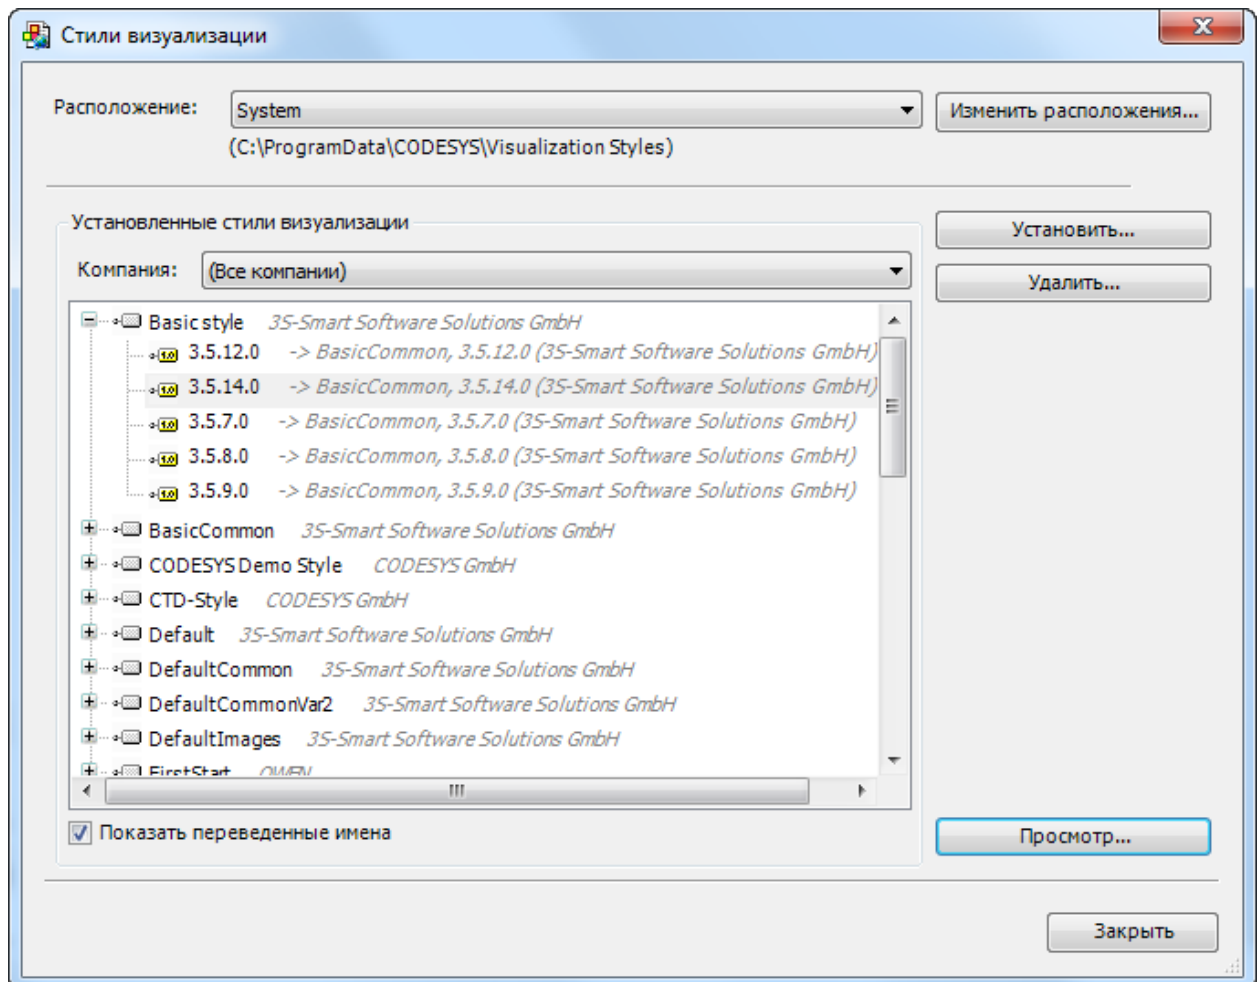 Стили визуализации
Расположение: System Изменить расположения...
(C:\ProgramData\CODESYS\Visualization Styles)
Установленные стили визуализации
Установить...
Компания: (Все компании)
Удалить...
Basic style 3S-Smart Software Solutions GmbH
3.5.12.0 -> BasicCommon, 3.5.12.0 (3S-Smart Software Solutions GmbH)
3.5.14.0 -> BasicCommon, 3.5.14.0 (3S-Smart Software Solutions GmbH)
3.5.7.0 -> BasicCommon, 3.5.7.0 (3S-Smart Software Solutions GmbH)
3.5.8.0 -> BasicCommon, 3.5.8.0 (3S-Smart Software Solutions GmbH)
3.5.9.0 -> BasicCommon, 3.5.9.0 (3S-Smart Software Solutions GmbH)
BasicCommon 3S-Smart Software Solutions GmbH
CODESYS Demo Style CODESYS GmbH
CTD-Style CODESYS GmbH
Default 3S-Smart Software Solutions GmbH
DefaultCommon 3S-Smart Software Solutions GmbH
DefaultCommonVar2 3S-Smart Software Solutions GmbH
DefaultImages 3S-Smart Software Solutions GmbH
FirstStart OWEN
Показать переведенные имена
Просмотр...
Закрыть